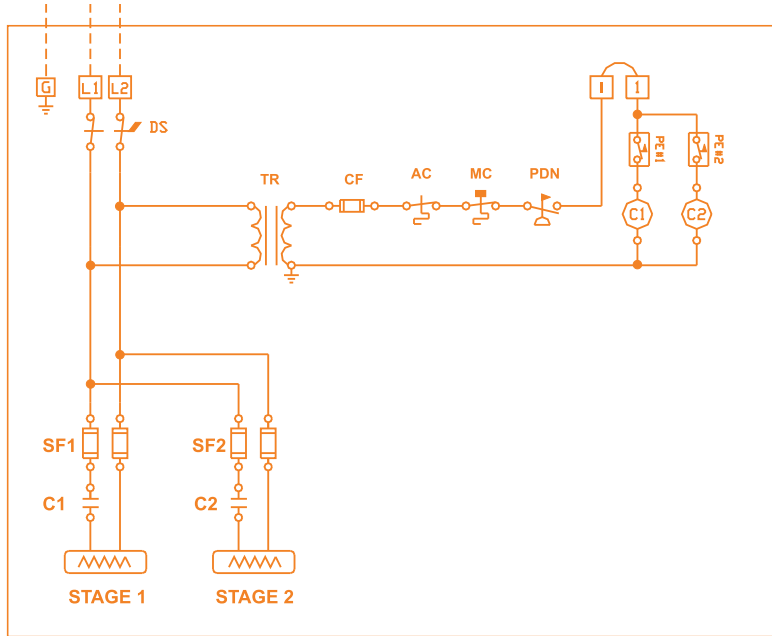 G L1 L2
DS
TR CF AC MC PDN
I 1
PE#1 PE#2
C1 C2
SF1 SF2
C1 C2
STAGE 1 STAGE 2